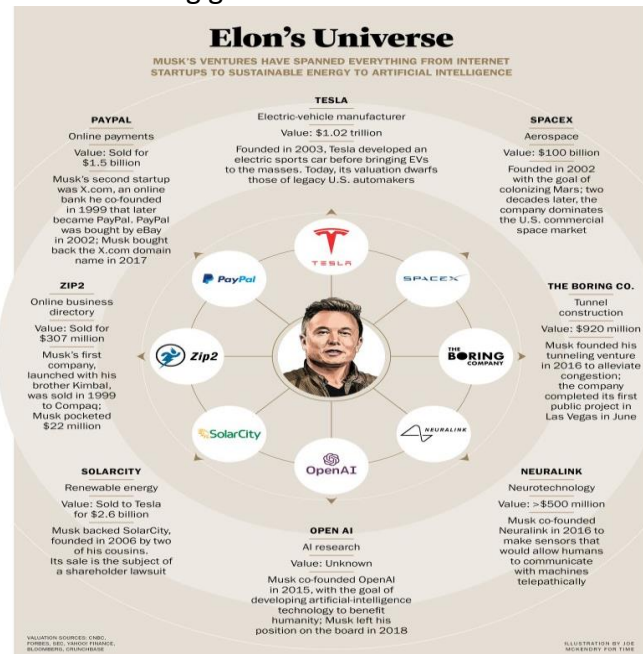 Elon's Universe
MUSK'S VENTURES HAVE SPANNED EVERYTHING FROM INTERNET
STARTUPS TO SUSTAINABLE ENERGY TO ARTIFICIAL INTELLIGENCE
TESLA
Electric-vehicle manufacturer
Value: $1.02 trillion
Founded in 2003, Tesla developed an
electric sports car before bringing EVs
to the masses. Today, its valuation dwarfs
those of legacy U.S. automakers
PAYPAL
Online payments
Value: Sold for
$1.5 billion
Musk's second startup
was X.com, an online
bank he co-founded
in 1999 that later
became PayPal. PayPal
was bought by eBay
in 2002; Musk bought
back the X.com domain
name in 2017
SPACEX
Aerospace
Value: $100 billion
Founded in 2002
with the goal of
colonizing Mars; two
decades later, the
company dominates
the U.S. commercial
space market
ZIP2
Online business
directory
Value: Sold for
$307 million
Musk's first
company,
launched with his
brother Kimbal,
was sold in 1999
to Compaq;
Musk pocketed
$22 million
THE BORING CO.
Tunnel
construction
Value: $920 million
Musk founded his
tunneling venture
in 2016 to alleviate
congestion;
the company
completed its first
public project in
Las Vegas in June
TESLA
PayPal
SPACEX
Zip2
THE
BORING
COMPANY
SolarCity
NEURALINK
OpenAI
SOLARCITY
Renewable energy
Value: Sold to Tesla
for $2.6 billion
Musk backed SolarCity,
founded in 2006 by two
of his cousins.
Its sale is the subject of
a shareholder lawsuit
OPEN AI
AI research
Value: Unknown
Musk co-founded OpenAI
in 2015, with the goal of
developing artificial-intelligence
technology to benefit
humanity; Musk left his
position on the board in 2018
NEURALINK
Neurotechnology
Value: >$500 million
Musk co-founded
Neuralink in 2016 to
make sensors that
would allow humans
to communicate
with machines
telepathically
VALUATION SOURCES: CNBC,
FORBES, SEC, YAHOO FINANCE,
BLOOMBERG, CRUNCHBASE
ILLUSTRATION BY JOE
MCKENDRY FOR TIME